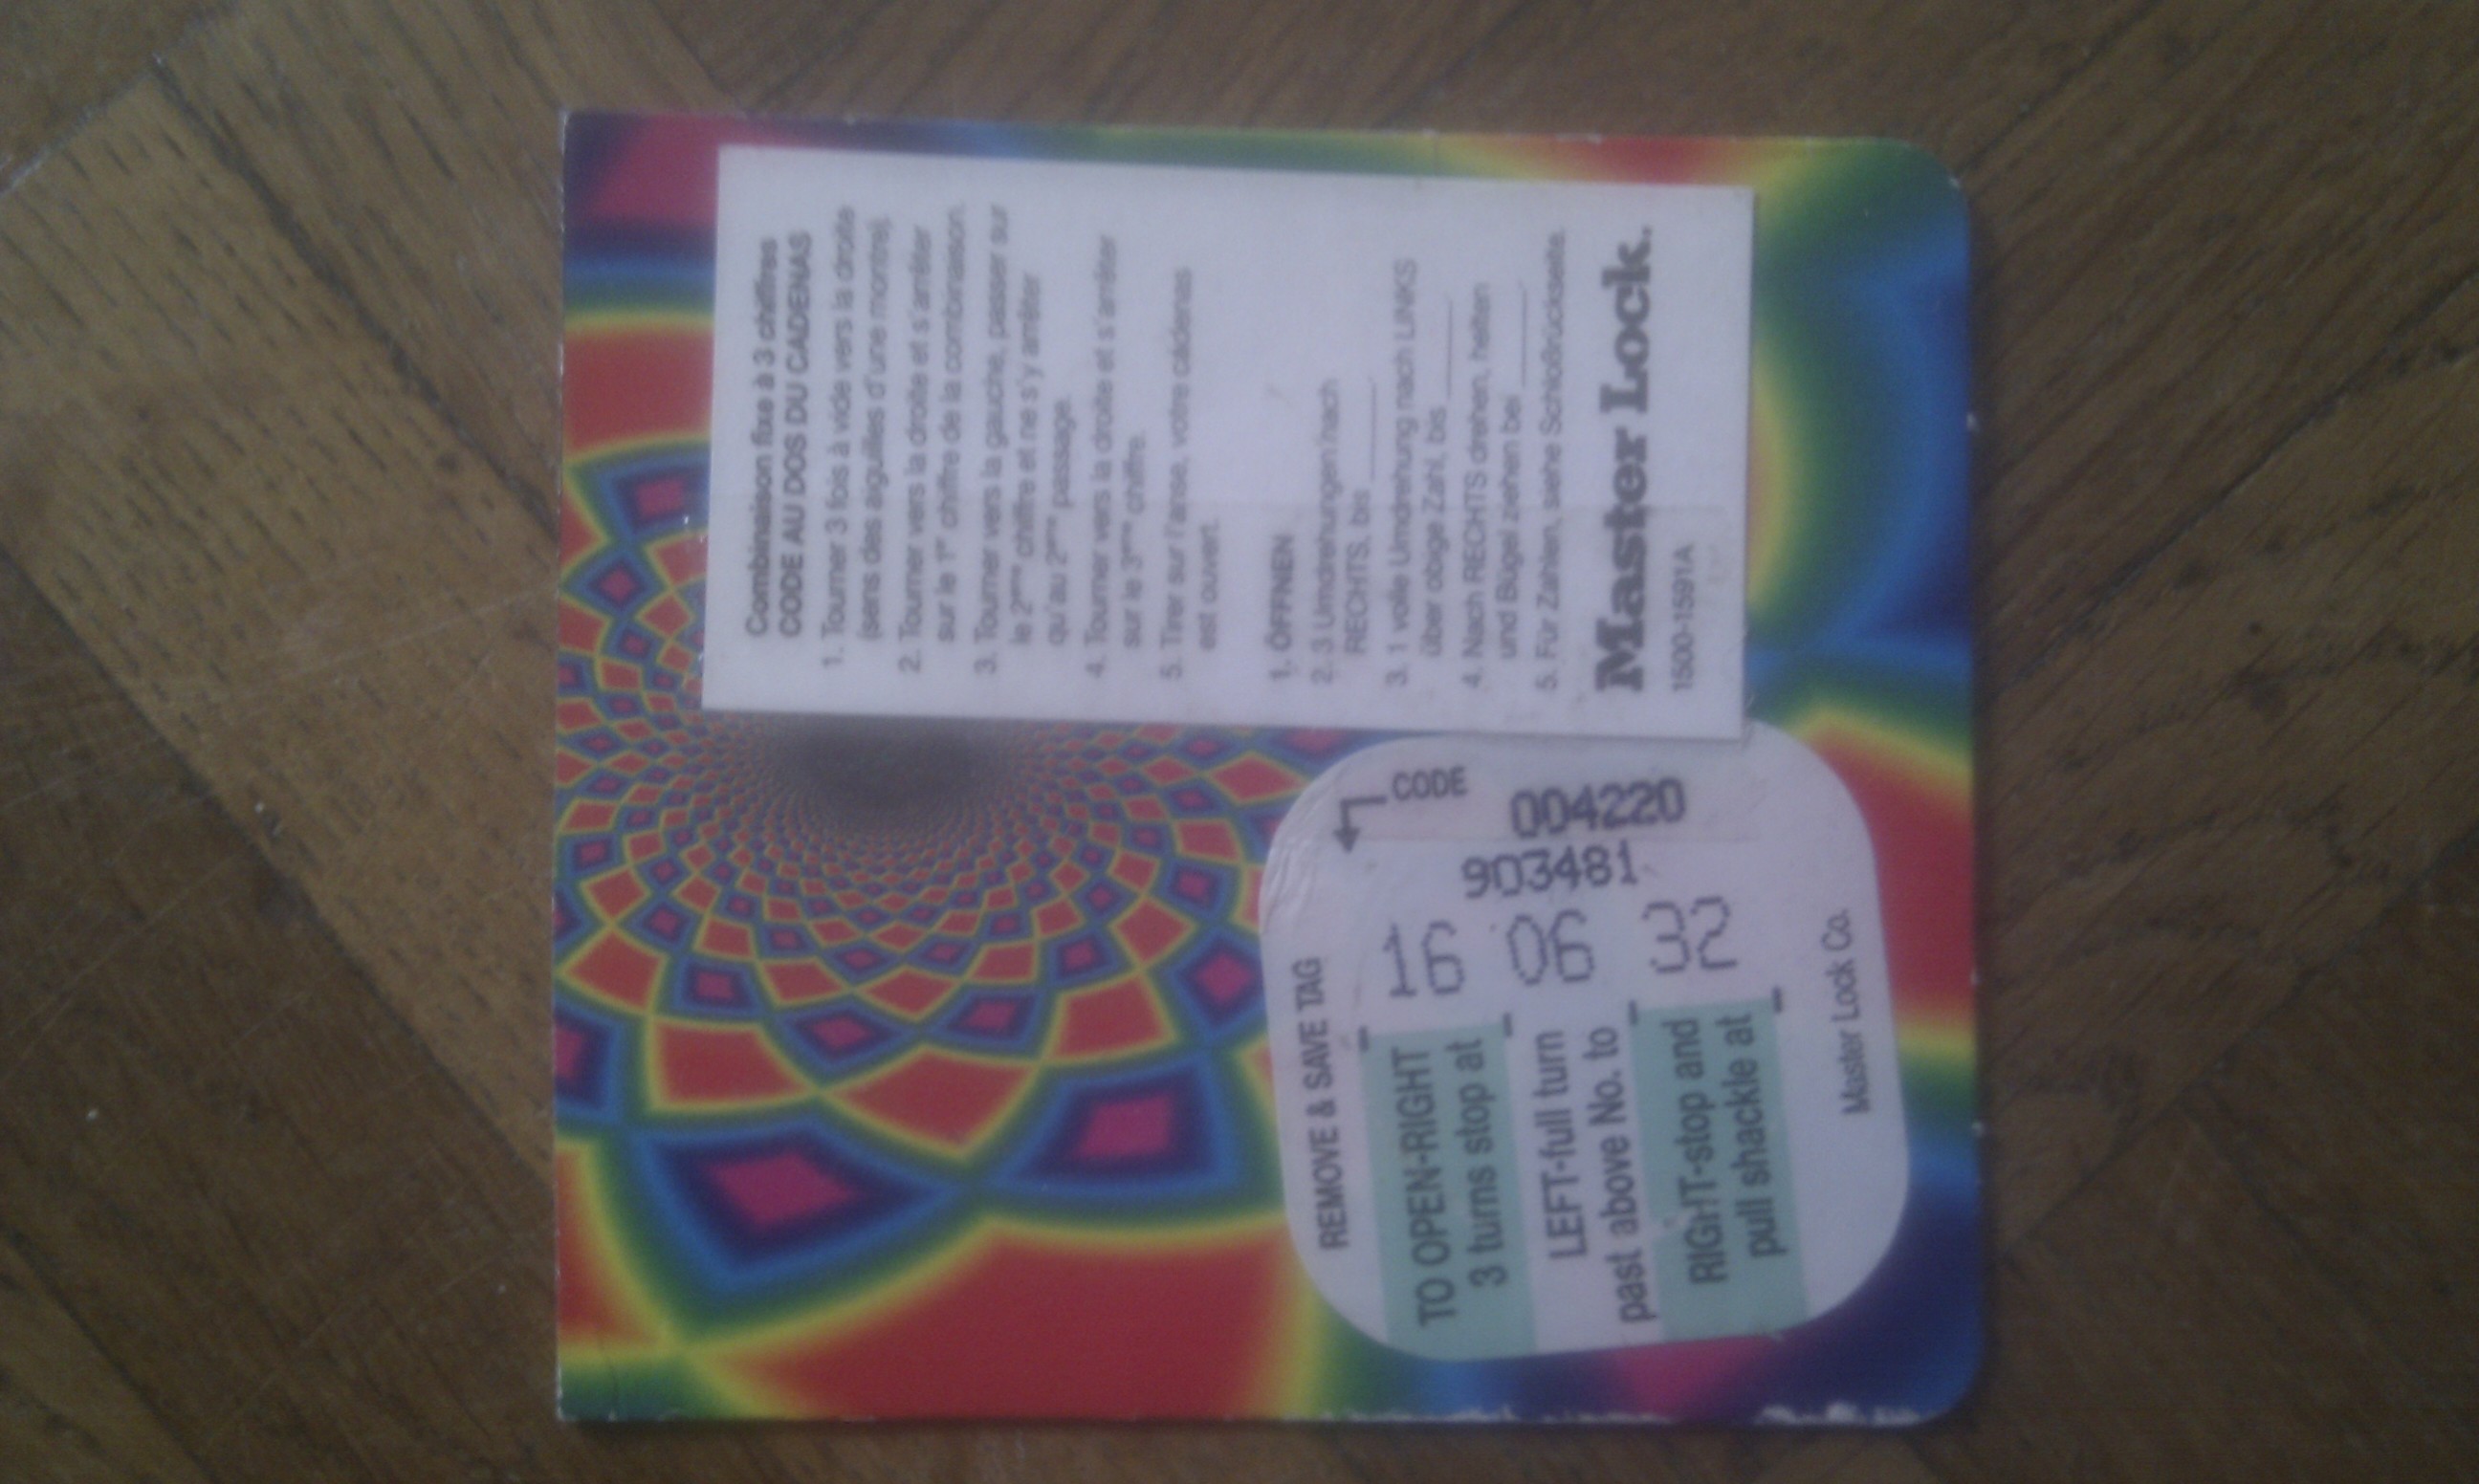 Combinaison fixe à 3 chiffres
CODE AU DOS DU CADENAS
1. Tourner 3 fois à vide vers la droite
(sens des aiguilles d'une montre).
2. Tourner vers la droite et s'arrêter
sur le 1er chiffre de la combinaison.
3. Tourner vers la gauche, passer sur
le 2ème chiffre et ne s'y arrêter
qu'au 2ème passage.
4. Tourner vers la droite et s'arrêter
sur le 3ème chiffre.
5. Tirer sur l'anse, votre cadenas
est ouvert.
1. ÖFFNEN
2. 3 Umdrehungen nach
RECHTS, bis ____
3. 1 volle Umdrehung nach LINKS
über obige Zahl, bis ____
4. Nach RECHTS drehen, halten
und Bügel ziehen bei ____
5. Für Zahlen, siehe Schloßrückseite.
Master Lock.
1500-1591A
CODE
004220
903481
REMOVE & SAVE TAG
TO OPEN-RIGHT
3 turns stop at
16
LEFT-full turn
past above No. to
06
RIGHT-stop and
pull shackle at
32
Master Lock Co.